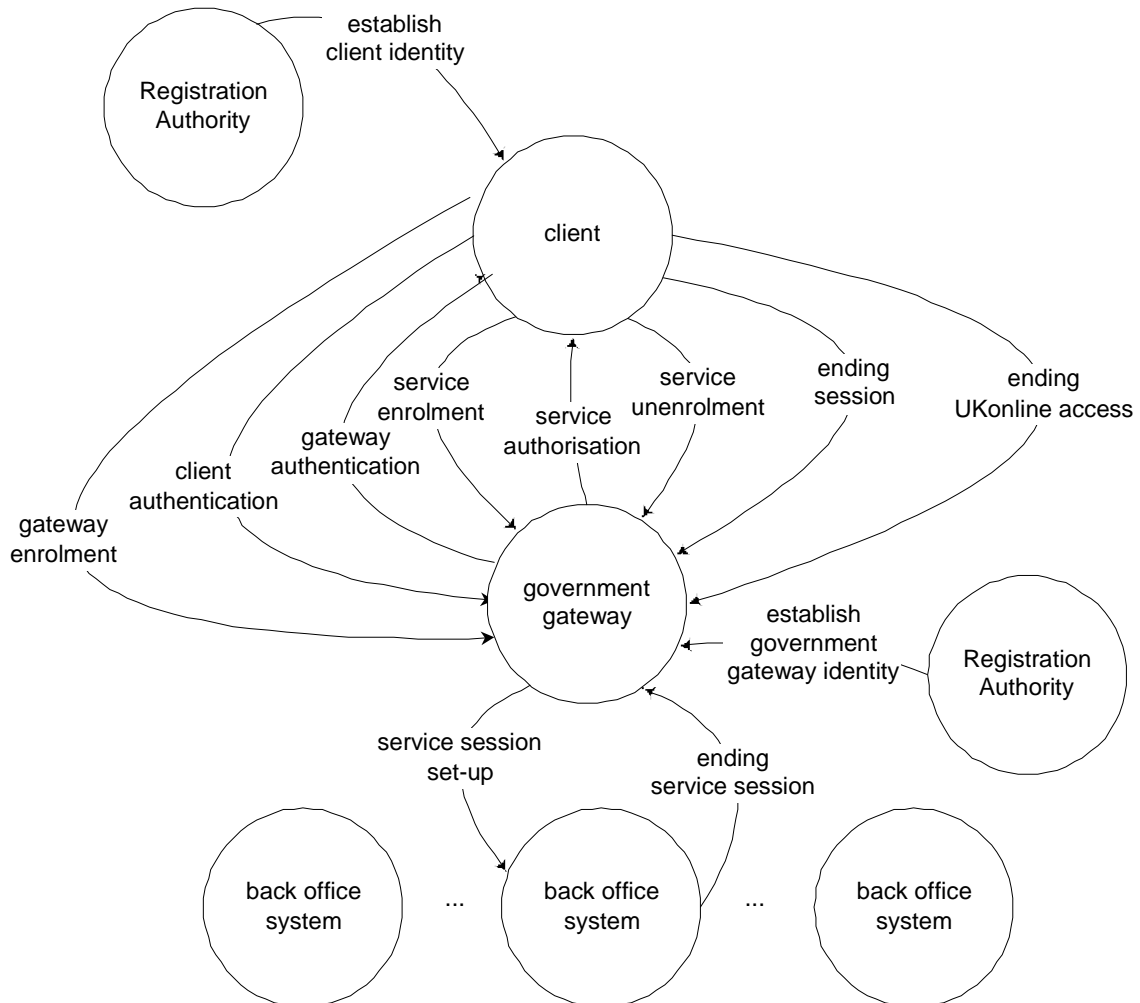 establish
client identity
Registration
Authority
client
service
enrolment
service
authorisation
service
unenrolment
ending
session
ending
UKonline access
gateway
authentication
client
authentication
gateway
enrolment
government
gateway
establish
government
gateway identity
Registration
Authority
service session
set-up
ending
service session
back office
system
...
back office
system
...
back office
system